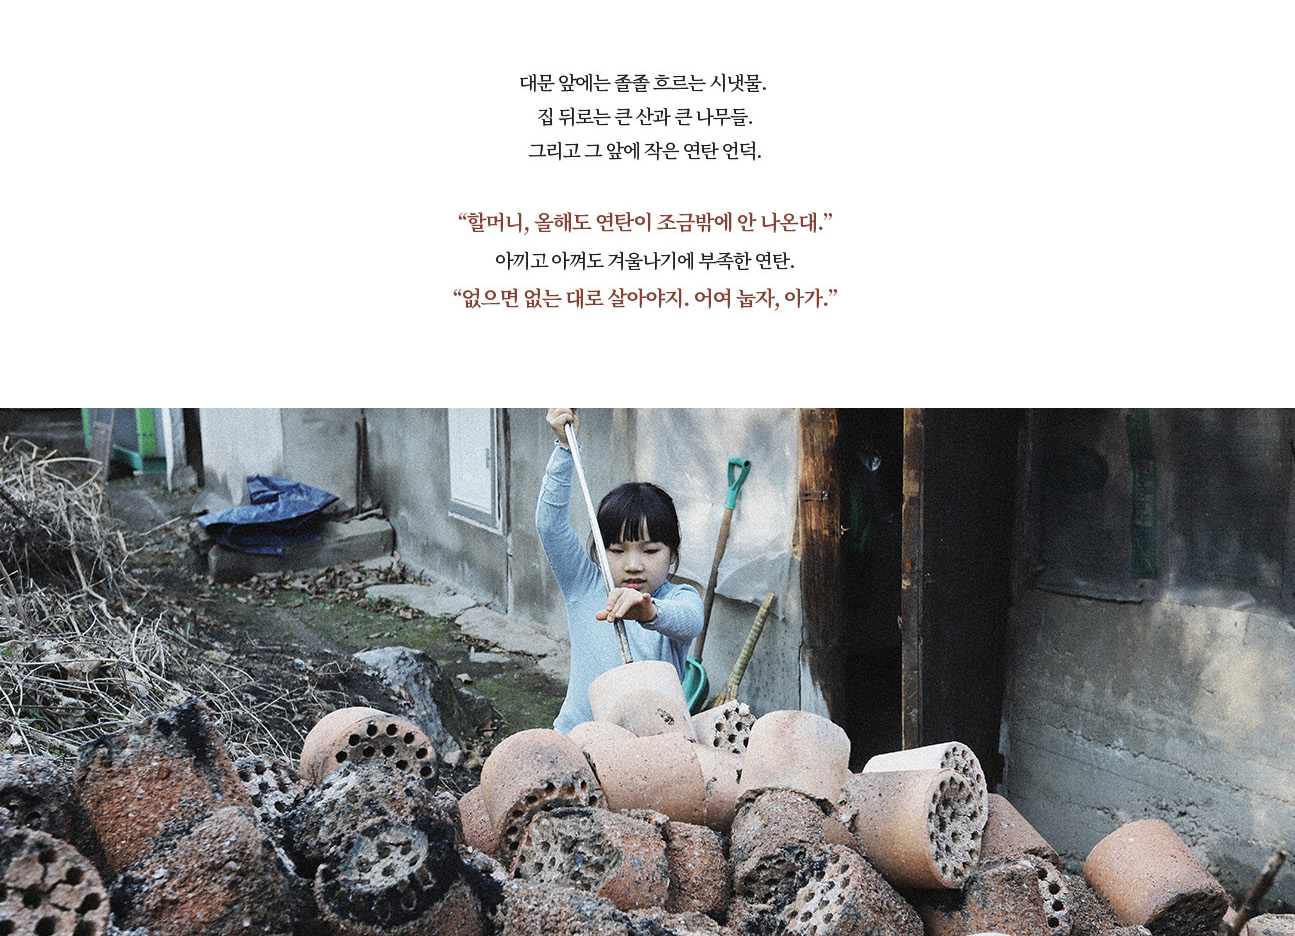 대문 앞에는 졸졸 흐르는 시냇물.
집 뒤로는 큰 산과 큰 나무들.
그리고 그 앞에 작은 연탄 언덕.
“할머니, 올해도 연탄이 조금밖에 안 나온대.”
아끼고 아껴도 겨울나기에 부족한 연탄.
“없으면 없는 대로 살아야지. 어여 눕자, 아가.”